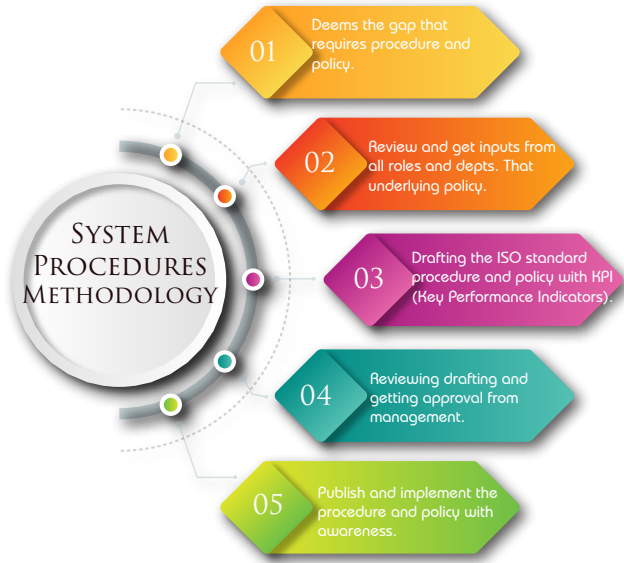 System
Procedures
Methodology
01
Deems the gap that
requires procedure and
policy.
02
Review and get inputs from
all roles and depts. That
underlying policy.
03
Drafting the ISO standard
procedure and policy with KPI
(Key Performance Indicators).
04
Reviewing drafting and
getting approval from
management.
05
Publish and implement the
procedure and policy with
awareness.